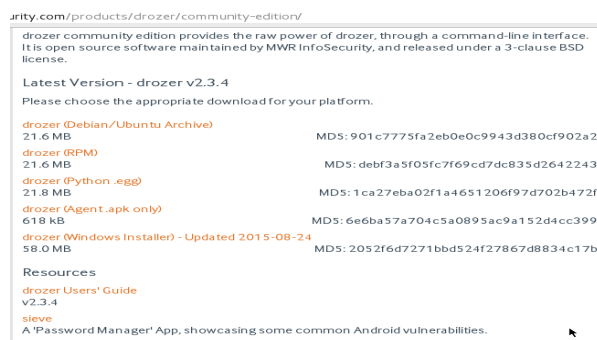 urity.com/products/drozer/community-edition/
drozer community edition provides the raw power of drozer, through a command-line interface.
It is open source software maintained by MWR InfoSecurity, and released under a 3-clause BSD
license.
Latest Version - drozer v2.3.4
Please choose the appropriate download for your platform.
drozer (Debian/Ubuntu Archive)
21.6 MB MD5: 901c7775fa2eb0e0c9943d380cf902a2
drozer (RPM)
21.6 MB MD5: debf3a5f05fc7f69cd7dc835d2642243
drozer (Python .egg)
21.8 MB MD5: 1ca27eba02f1a4651206f97d702b472f
drozer (Agent .apk only)
618 kB MD5: 6e6ba57a704c5a0895ac9a152d4cc399
drozer (Windows Installer) - Updated 2015-08-24
58.0 MB MD5: 2052f6d7271bbd524f27867d8834c17b
Resources
drozer Users' Guide
v2.3.4
sieve
A 'Password Manager' App, showcasing some common Android vulnerabilities.